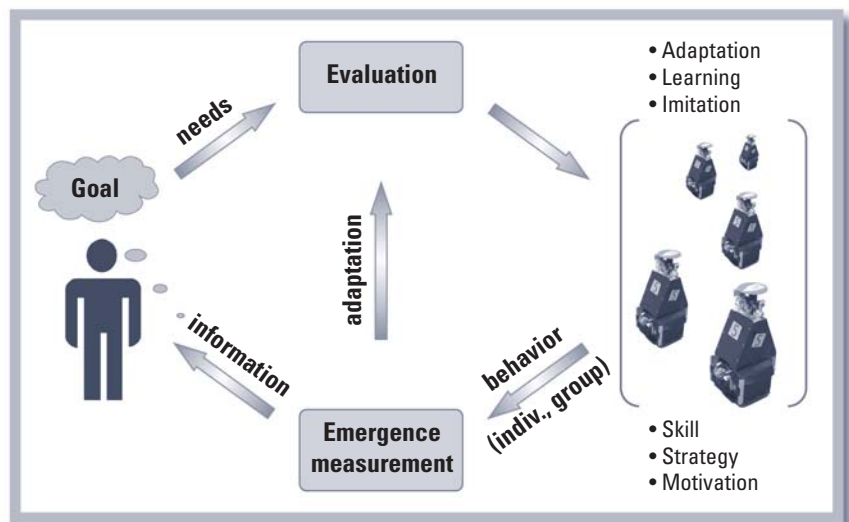 Evaluation
• Adaptation
• Learning
• Imitation
needs
Goal
adaptation
information
behavior
(indiv., group)
Emergence
measurement
• Skill
• Strategy
• Motivation